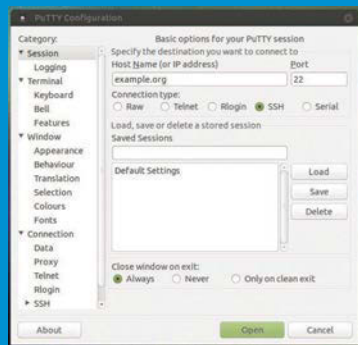 PuTTY Configuration
Category:
Session
Logging
Terminal
Keyboard
Bell
Features
Window
Appearance
Behaviour
Translation
Selection
Colours
Fonts
Connection
Data
Proxy
Telnet
Rlogin
SSH
Basic options for your PuTTY session
Specify the destination you want to connect to
Host Name (or IP address) Port
example.org 22
Connection type:
Raw Telnet Rlogin SSH Serial
Load, save or delete a stored session
Saved Sessions
Default Settings
Load
Save
Delete
Close window on exit:
Always Never Only on clean exit
About Open Cancel